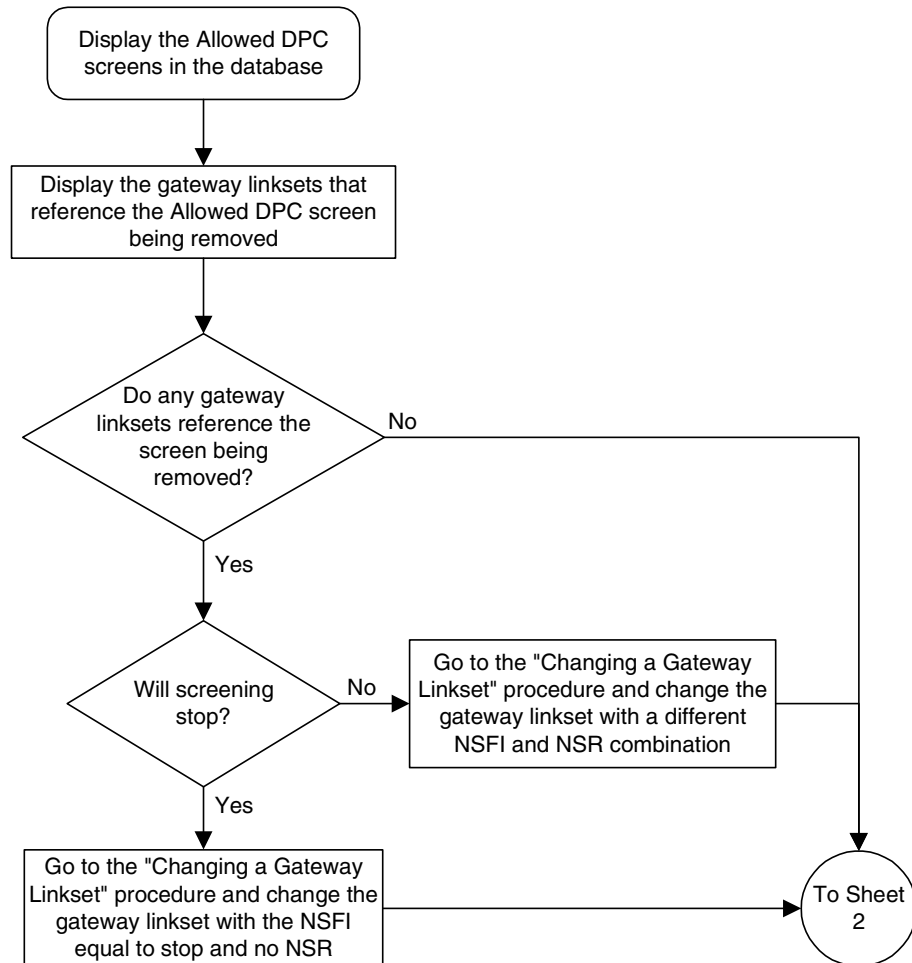 Display the Allowed DPC
screens in the database
Display the gateway linksets that
reference the Allowed DPC screen
being removed
Do any gateway
linksets reference the
screen being
removed?
No
Yes
Will screening
stop?
No
Go to the "Changing a Gateway
Linkset" procedure and change the
gateway linkset with a different
NSFI and NSR combination
Yes
Go to the "Changing a Gateway
Linkset" procedure and change the
gateway linkset with the NSFI
equal to stop and no NSR
To Sheet
2